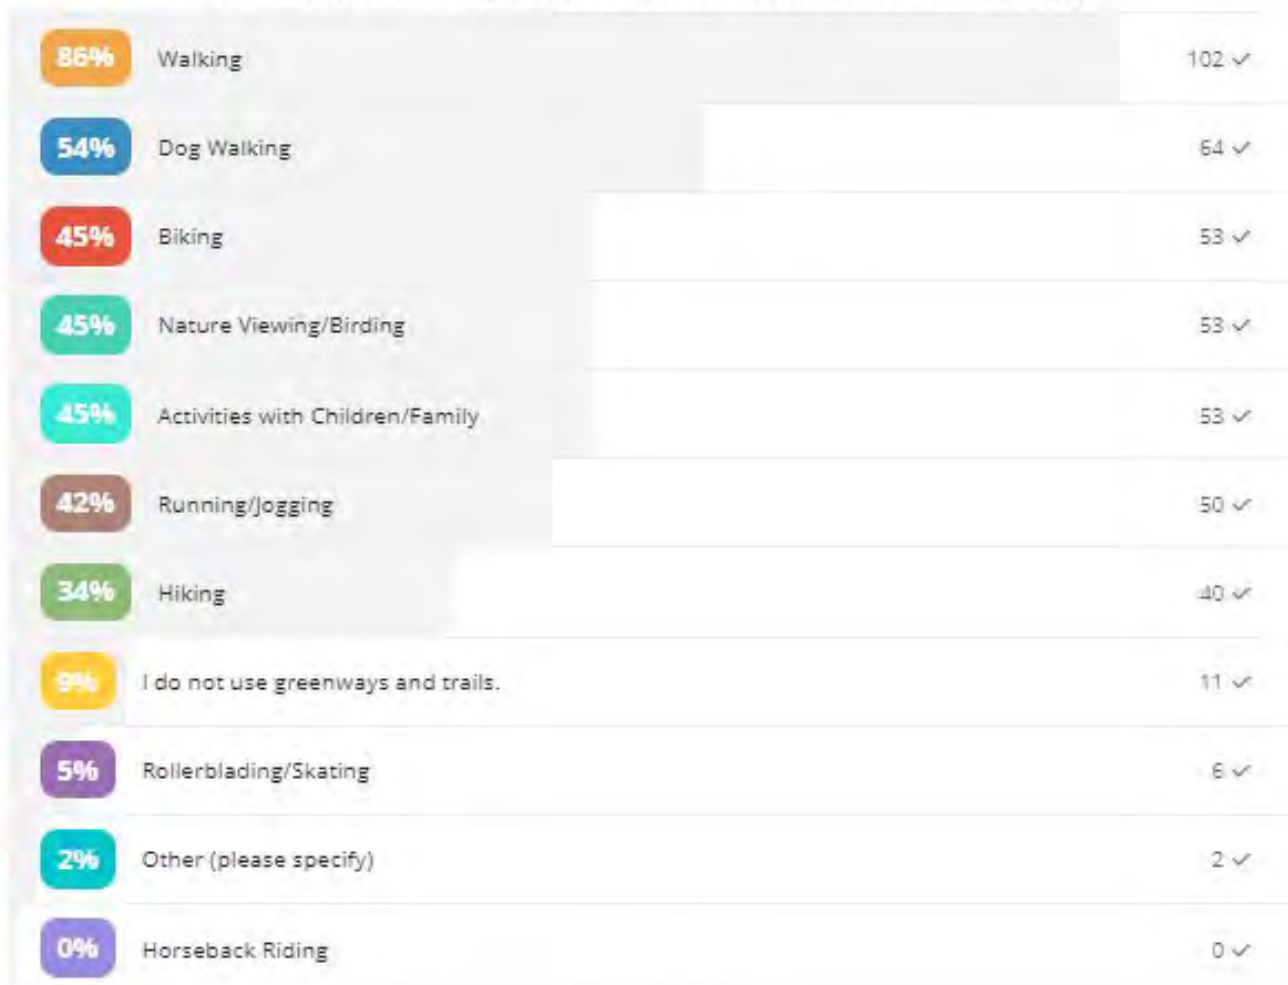 86% Walking 102 ✓
54% Dog Walking 64 ✓
45% Biking 53 ✓
45% Nature Viewing/Birding 53 ✓
45% Activities with Children/Family 53 ✓
42% Running/Jogging 50 ✓
34% Hiking 40 ✓
9% I do not use greenways and trails. 11 ✓
5% Rollerblading/Skating 6 ✓
2% Other (please specify) 2 ✓
0% Horseback Riding 0 ✓